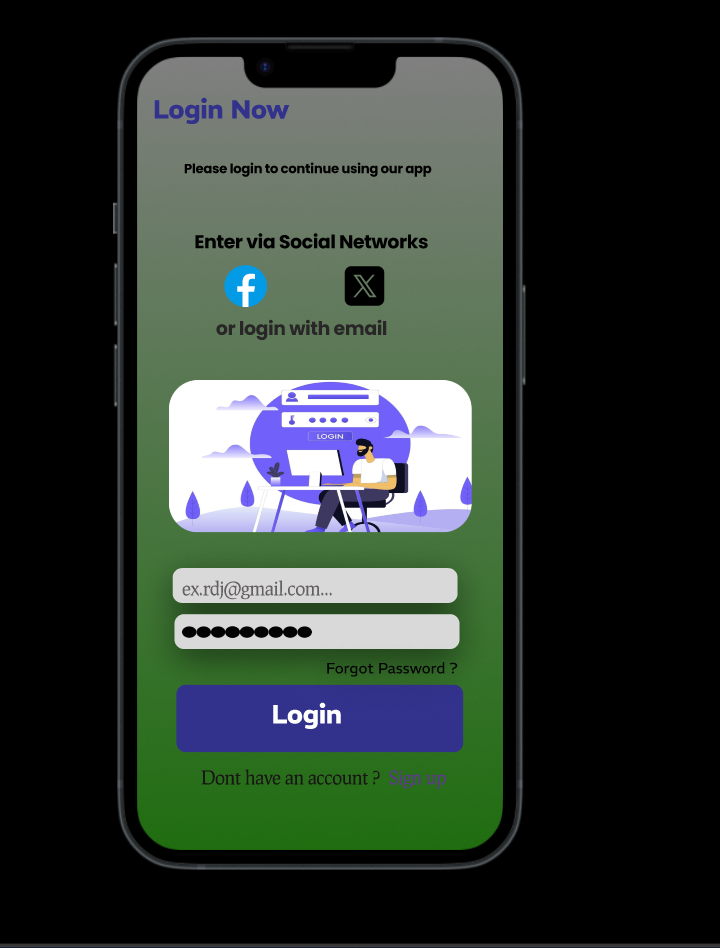 Login Now
Please login to continue using our app
Enter via Social Networks
or login with email
LOGIN
ex.rdj@gmail.com...
Forgot Password ?
Login
Dont have an account ? Sign up